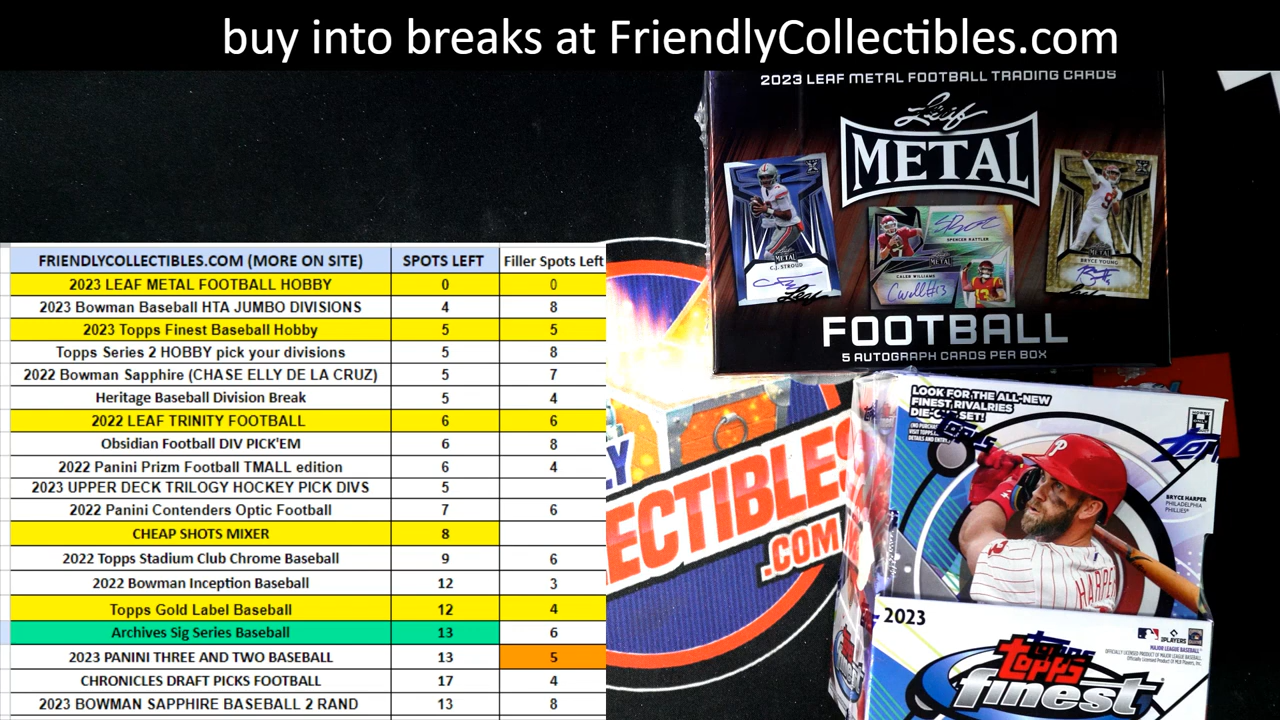 buy into breaks at FriendlyCollectibles.com
FRIENDLYCOLLECTIBLES.COM (MORE ON SITE) SPOTS LEFT Filler Spots Left
2023 LEAF METAL FOOTBALL HOBBY 0 0
2023 Bowman Baseball HTA JUMBO DIVISIONS 4 8
2023 Topps Finest Baseball Hobby 5 5
Topps Series 2 HOBBY pick your divisions 5 8
2022 Bowman Sapphire (CHASE ELLY DE LA CRUZ) 5 7
Heritage Baseball Division Break 5 4
2022 LEAF TRINITY FOOTBALL 6 6
Obsidian Football DIV PICK'EM 6 8
2022 Panini Prizm Football TMALL edition 6 4
2023 UPPER DECK TRILOGY HOCKEY PICK DIVS 5
2022 Panini Contenders Optic Football 7 6
CHEAP SHOTS MIXER 8
2022 Topps Stadium Club Chrome Baseball 9 6
2022 Bowman Inception Baseball 12 3
Topps Gold Label Baseball 12 4
Archives Sig Series Baseball 13 6
2023 PANINI THREE AND TWO BASEBALL 13 5
CHRONICLES DRAFT PICKS FOOTBALL 17 4
2023 BOWMAN SAPPHIRE BASEBALL 2 RAND 13 8
2023 LEAF METAL FOOTBALL TRADING CARDS
Leaf
METAL
METAL
C.J. STROUD
Leaf
SPENCER RATTLER
METAL
CALEB WILLIAMS
METAL
BRYCE YOUNG
FOOTBALL
5 AUTOGRAPH CARDS PER BOX
LY
ECTIBLES
.COM
LOOK FOR THE ALL-NEW
FINEST RIVALRIES
DIE-CUT SET!
Topps
BRYCE HARPER
PHILADELPHIA
PHILLIES
HARPE
2023
MLB PLAYERS
MAJOR LEAGUE BASEBALL
topps
finest